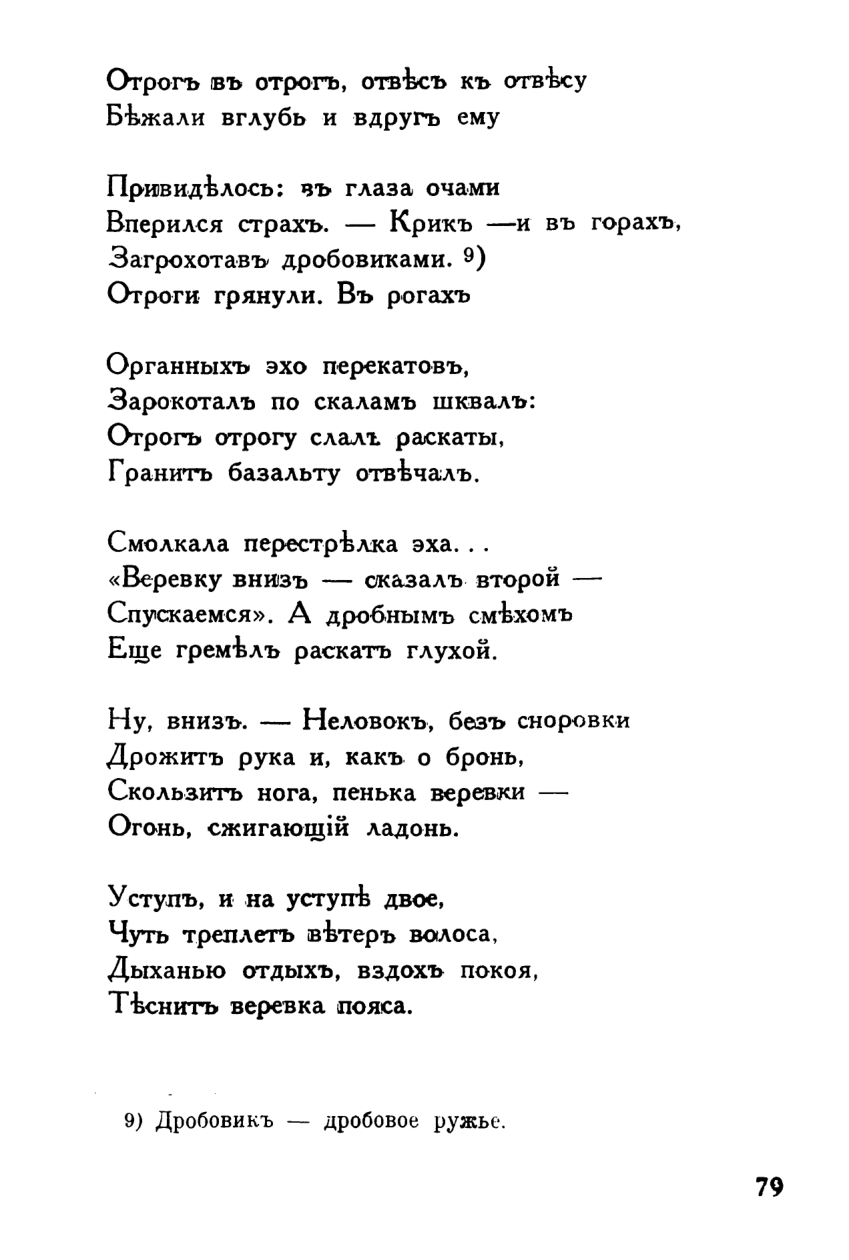 Отрогъ въ отрогъ, отвѣсъ къ отвѣсу
Бѣжали вглубь и вдругъ ему
Привидѣлось: въ глаза очами
Вперился страхъ. — Крикъ —и въ горахъ,
Загрохотавъ дробовиками. 9)
Отроги грянули. Въ рогахъ
Органныхъ эхо перекатовъ,
Зарокоталъ по скаламъ шквалъ:
Отрогъ отрогу слалъ раскаты,
Гранитъ базальту отвѣчалъ.
Смолкала перестрѣлка эха. . .
«Веревку внизъ — сказалъ второй —
Спускаемся». А дробнымъ смѣхомъ
Еще гремѣлъ раскатъ глухой.
Ну, внизъ. — Неловокъ, безъ сноровки
Дрожитъ рука и, какъ о бронь,
Скользитъ нога, пенька веревки —
Огонь, сжигающій ладонь.
Уступъ, и на уступѣ двое,
Чуть треплетъ вѣтеръ волоса,
Дыханью отдыхъ, вздохъ покоя,
Тѣснитъ веревка пояса.
9) Дробовикъ — дробовое ружье.
79